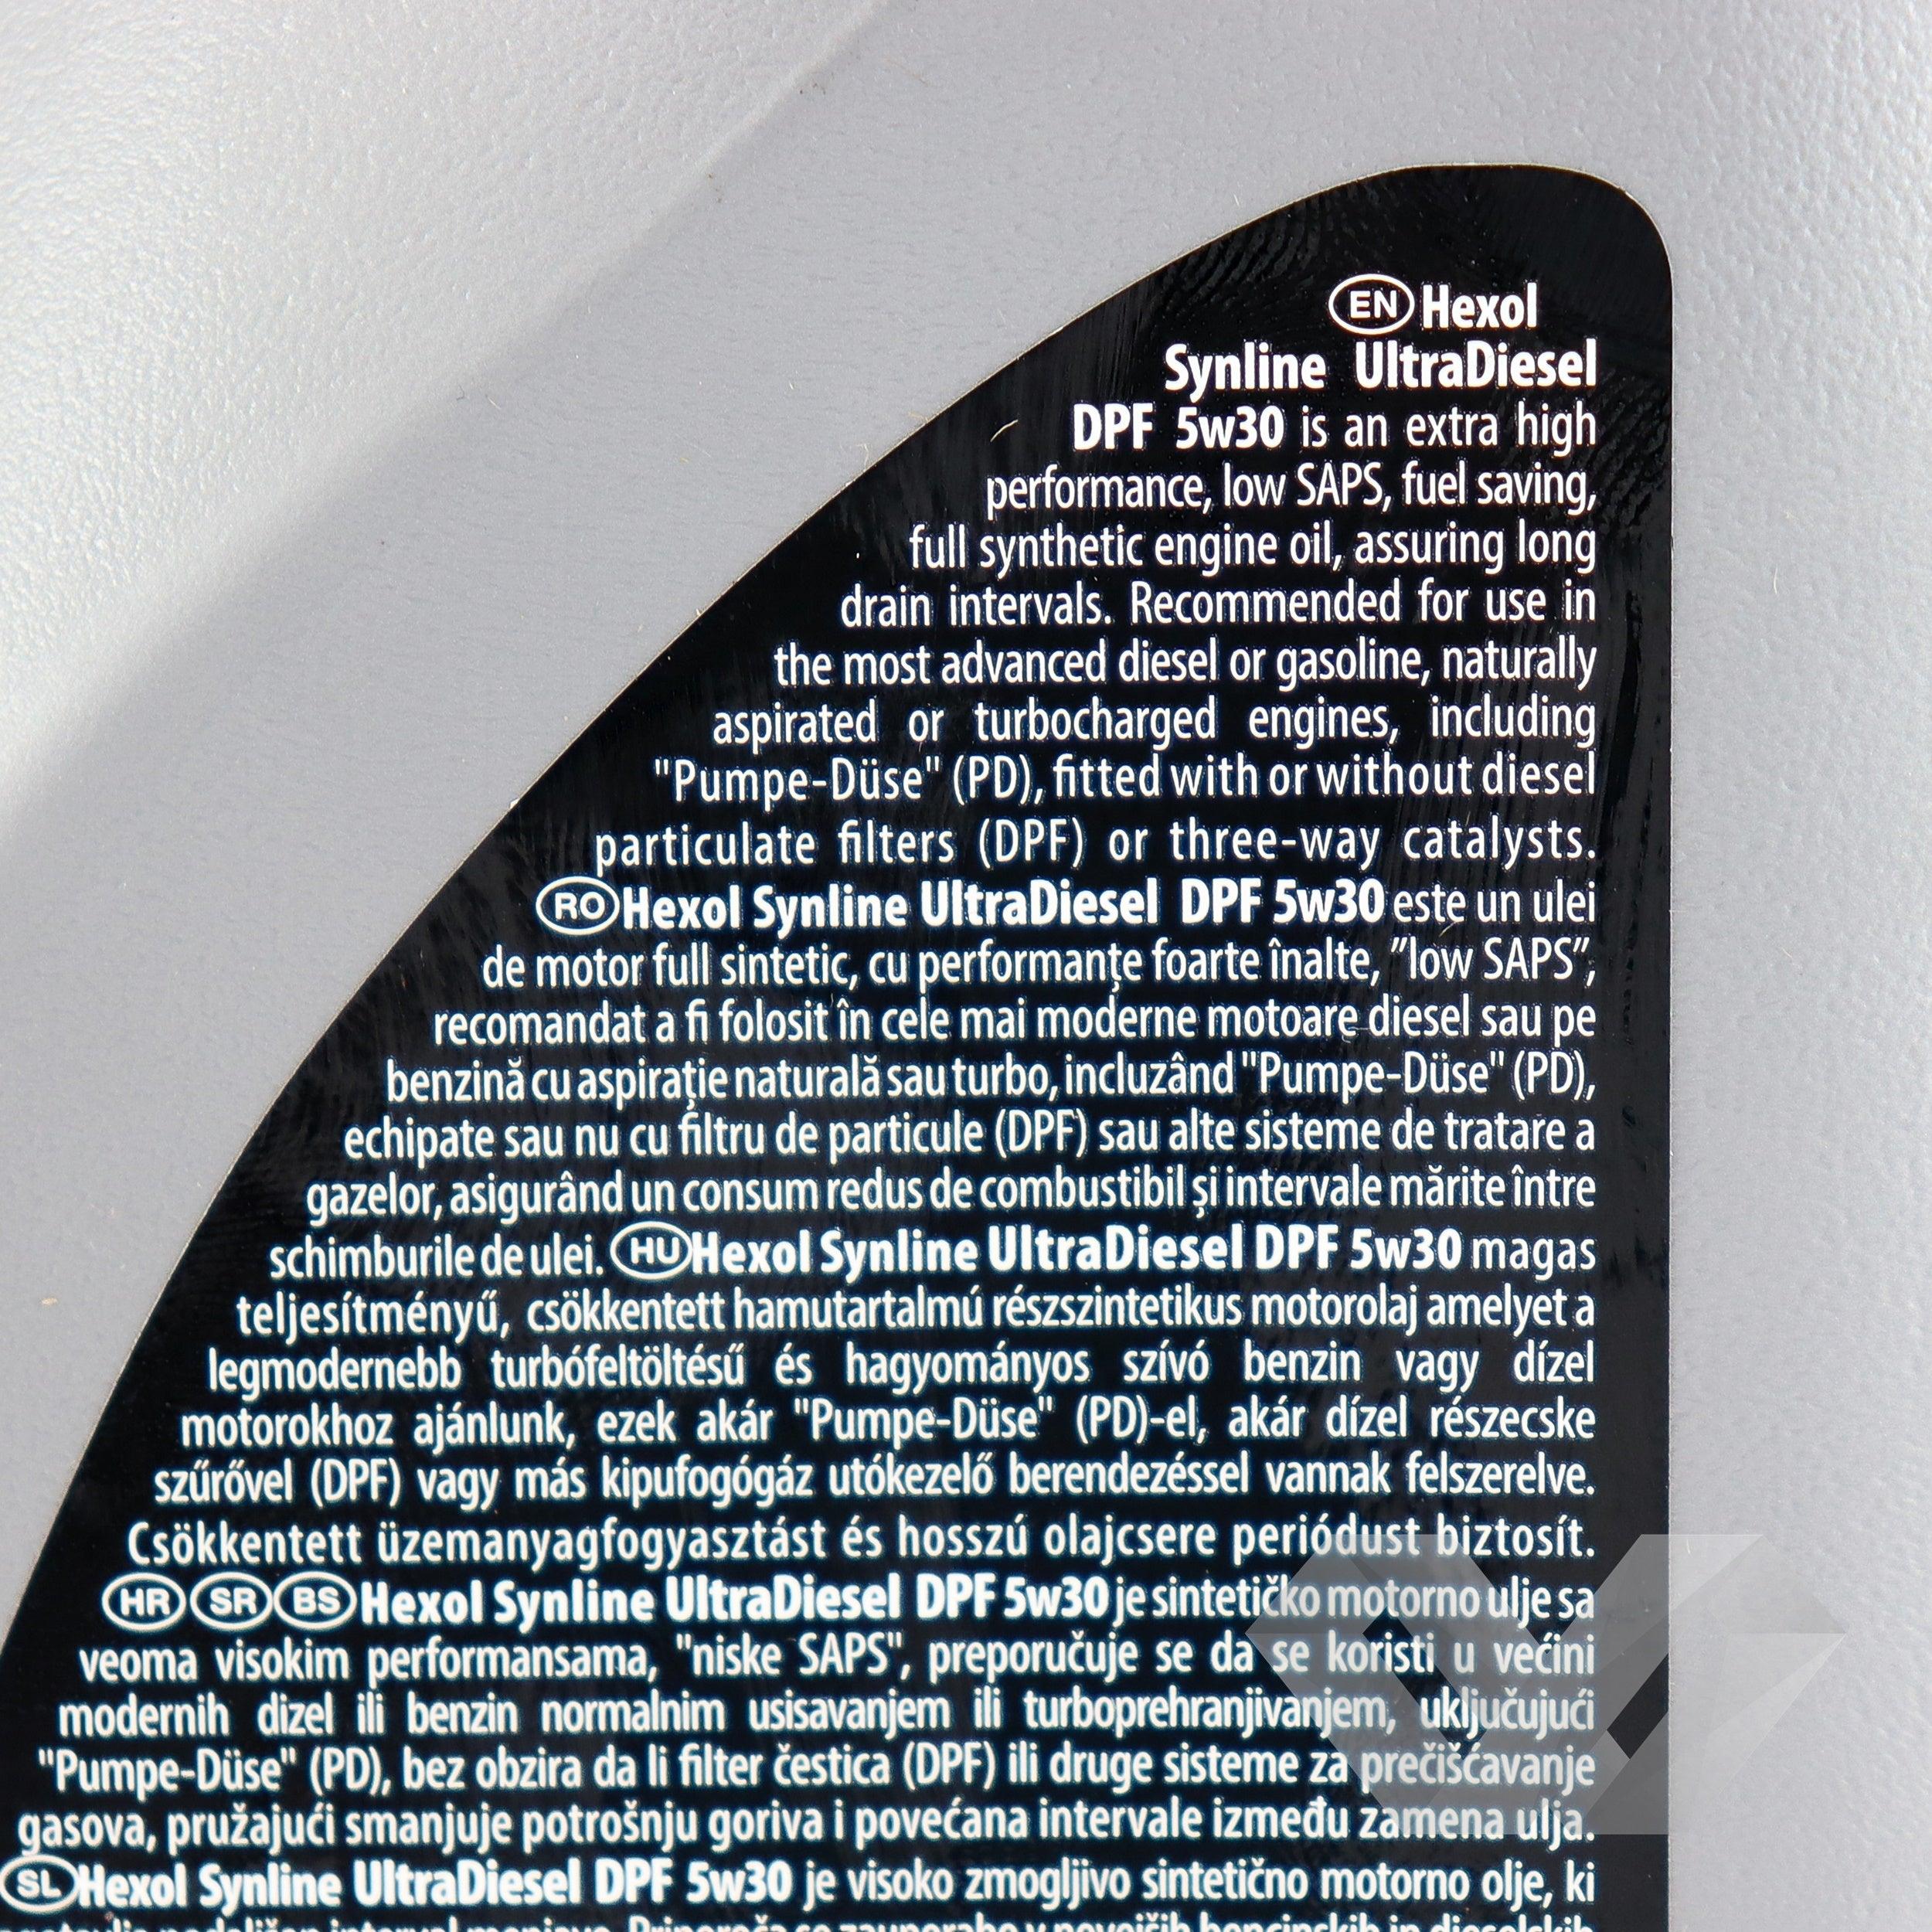 EN Hexol
Synline UltraDiesel
DPF 5w30 is an extra high
performance, low SAPS, fuel saving,
full synthetic engine oil, assuring long
drain intervals. Recommended for use in
the most advanced diesel or gasoline, naturally
aspirated or turbocharged engines, including
"Pumpe-Düse" (PD), fitted with or without diesel
particulate filters (DPF) or three-way catalysts.
RO Hexol Synline UltraDiesel DPF 5w30 este un ulei
de motor full sintetic, cu performanţe foarte înalte, ”low SAPS”,
recomandat a fi folosit în cele mai moderne motoare diesel sau pe
benzină cu aspiraţie naturală sau turbo, incluzând "Pumpe-Düse" (PD),
echipate sau nu cu filtru de particule (DPF) sau alte sisteme de tratare a
gazelor, asigurând un consum redus de combustibil şi intervale mărite între
schimburile de ulei. HU Hexol Synline UltraDiesel DPF 5w30 magas
teljesítményű, csökkentett hamutartalmú részszintetikus motorolaj amelyet a
legmodernebb turbófeltöltésű és hagyományos szívó benzin vagy dízel
motorokhoz ajánlunk, ezek akár "Pumpe-Düse" (PD)-el, akár dízel részecske
szűrővel (DPF) vagy más kipufogógáz utókezelő berendezéssel vannak felszerelve.
Csökkentett üzemanyagfogyasztást és hosszú olajcsere periódust biztosít.
HR SR BS Hexol Synline UltraDiesel DPF 5w30 je sintetičko motorno ulje sa
veoma visokim performansama, "niske SAPS", preporučuje se da se koristi u većini
modernih dizel ili benzin normalnim usisavanjem ili turboprehranjivanjem, uključujući
"Pumpe-Düse" (PD), bez obzira da li filter čestica (DPF) ili druge sisteme za prečišćavanje
gasova, pružajući smanjuje potrošnju goriva i povećana intervale između zamena ulja.
SL Hexol Synline UltraDiesel DPF 5w30 je visoko zmogljivo sintetično motorno olje, ki